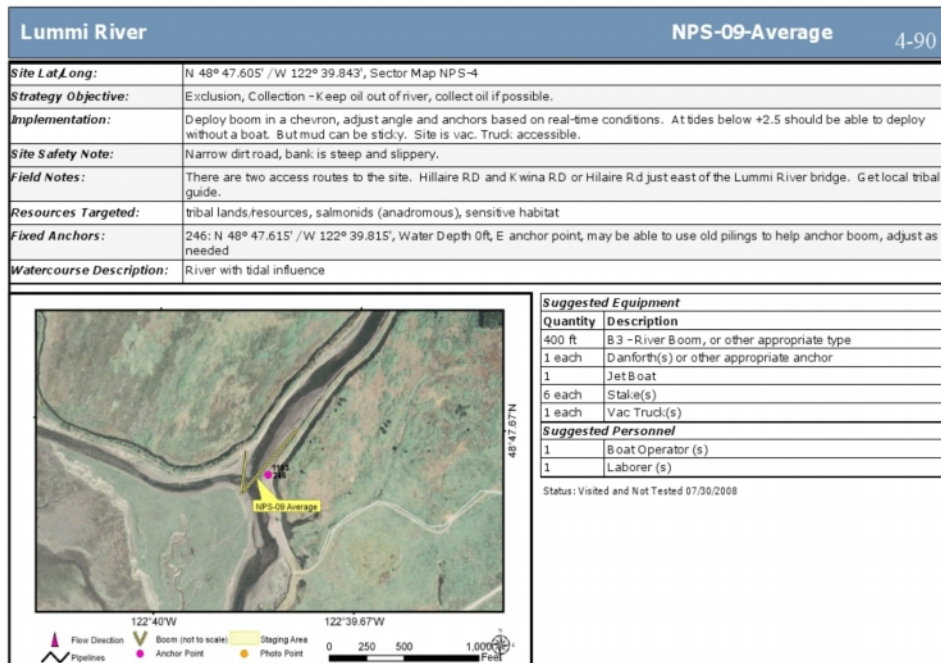 Lummi River NPS-09-Average 4-90
Site Lat/Long: N 48º 47.605' / W 122º 39.843', Sector Map NPS-4
Strategy Objective: Exclusion, Collection - Keep oil out of river, collect oil if possible.
Implementation: Deploy boom in a chevron, adjust angle and anchors based on real-time conditions. At tides below +2.5 should be able to deploy
without a boat. But mud can be sticky. Site is vac. Truck accessible.
Site Safety Note: Narrow dirt road, bank is steep and slippery.
Field Notes: There are two access routes to the site. Hillaire RD and Kwina RD or Hilaire Rd just east of the Lummi River bridge. Get local tribal
guide.
Resources Targeted: tribal lands/resources, salmonids (anadromous), sensitive habitat
Fixed Anchors: 246: N 48º 47.615' / W 122º 39.815', Water Depth 0ft, E anchor point, may be able to use old pilings to help anchor boom, adjust as
needed
Watercourse Description: River with tidal influence
NPS-09 Average
48°47.67'N
122°40'W 122°39.67'W
Flow Direction Boom (not to scale) Staging Area
Pipelines Anchor Point Photo Point
0 250 500 1,000
Feet
Suggested Equipment
Quantity Description
400 ft B3 - River Boom, or other appropriate type
1 each Danforth(s) or other appropriate anchor
1 Jet Boat
6 each Stake(s)
1 each Vac Truck(s)
Suggested Personnel
1 Boat Operator (s)
1 Laborer (s)
Status: Visited and Not Tested 07/30/2008